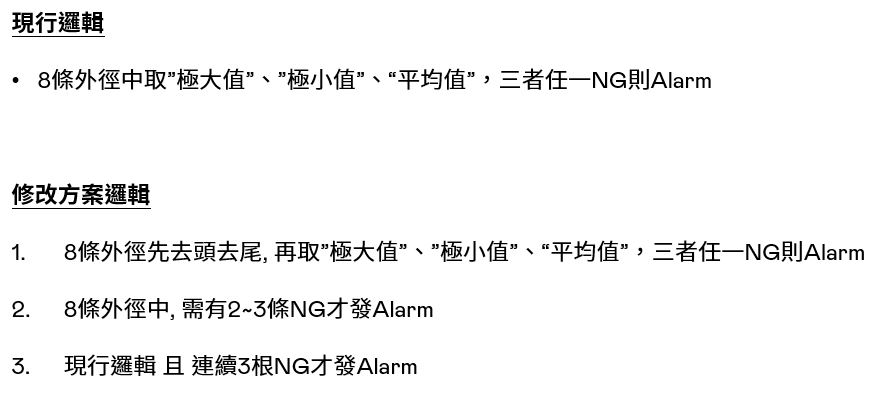 現行邏輯
• 8條外徑中取”極大值”、”極小值”、“平均值”，三者任一NG則Alarm
修改方案邏輯
1. 8條外徑先去頭去尾, 再取”極大值”、”極小值”、“平均值”，三者任一NG則Alarm
2. 8條外徑中, 需有2~3條NG才發Alarm
3. 現行邏輯 且 連續3根NG才發Alarm